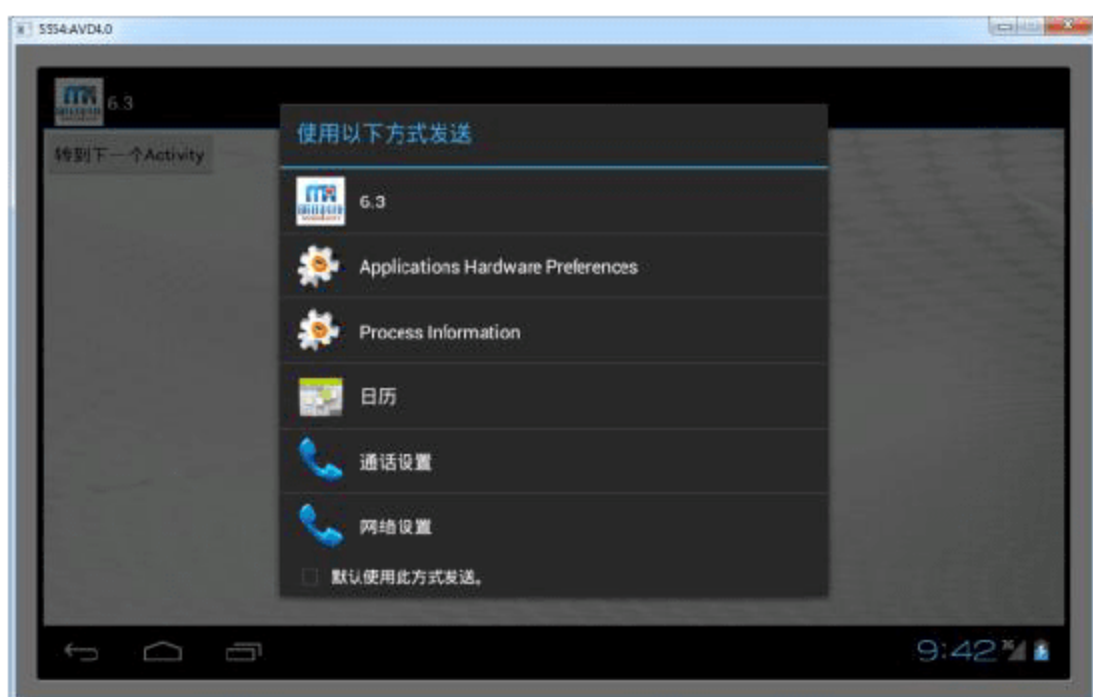 5554:AVD4.0
6.3
转到下一个Activity
使用以下方式发送
6.3
Applications Hardware Preferences
Process Information
日历
通话设置
网络设置
默认使用此方式发送。
9:42